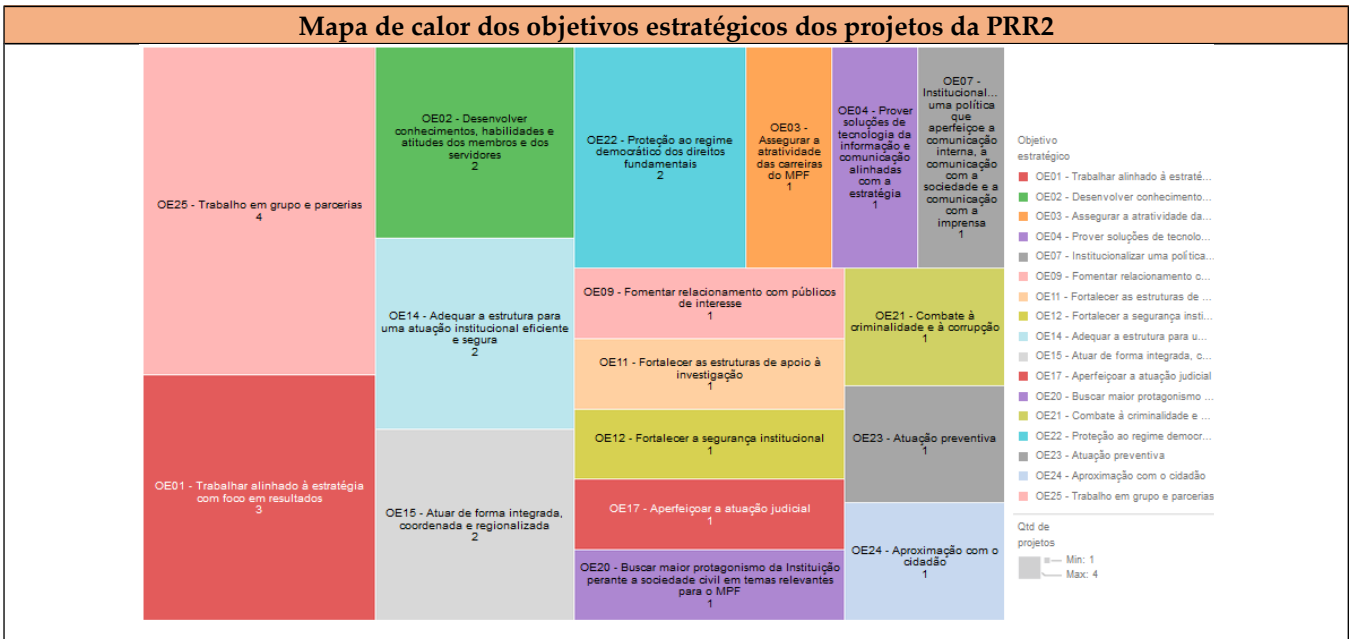 Mapa de calor dos objetivos estratégicos dos projetos da PRR2
OE25 - Trabalho em grupo e parcerias
4
OE01 - Trabalhar alinhado à estratégia
com foco em resultados
3
OE02 - Desenvolver
conhecimentos, habilidades e
atitudes dos membros e dos
servidores
2
OE14 - Adequar a estrutura para
uma atuação institucional eficiente
e segura
2
OE15 - Atuar de forma integrada,
coordenada e regionalizada
2
OE22 - Proteção ao regime
democrático dos direitos
fundamentais
2
OE03 -
Assegurar a
atratividade
das carreiras
do MPF
1
OE04 - Prover
soluções de
tecnologia da
informação e
comunicação
alinhadas
com a
estratégia
1
OE07 -
Institucional...
uma política
que
aperfeiçoe a
comunicação
interna, a
comunicação
com a
sociedade e a
comunicação
com a
imprensa
1
OE09 - Fomentar relacionamento com públicos
de interesse
1
OE11 - Fortalecer as estruturas de apoio à
investigação
1
OE12 - Fortalecer a segurança institucional
1
OE17 - Aperfeiçoar a atuação judicial
1
OE20 - Buscar maior protagonismo da Instituição
perante a sociedade civil em temas relevantes
para o MPF
1
OE21 - Combate à
criminalidade e à corrupção
1
OE23 - Atuação preventiva
1
OE24 - Aproximação com o
cidadão
1
Objetivo
estratégico
OE01 - Trabalhar alinhado à estraté...
OE02 - Desenvolver conhecimento...
OE03 - Assegurar a atratividade da...
OE04 - Prover soluções de tecnolo...
OE07 - Institucionalizar uma política...
OE09 - Fomentar relacionamento c...
OE11 - Fortalecer as estruturas de ...
OE12 - Fortalecer a segurança insti...
OE14 - Adequar a estrutura para u...
OE15 - Atuar de forma integrada, c...
OE17 - Aperfeiçoar a atuação judicial
OE20 - Buscar maior protagonismo ...
OE21 - Combate à criminalidade e ...
OE22 - Proteção ao regime democr...
OE23 - Atuação preventiva
OE24 - Aproximação com o cidadão
OE25 - Trabalho em grupo e parcerias
Qtd de
projetos
Min: 1
Max: 4